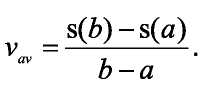 v_av = (s(b) − s(a)) / (b − a).